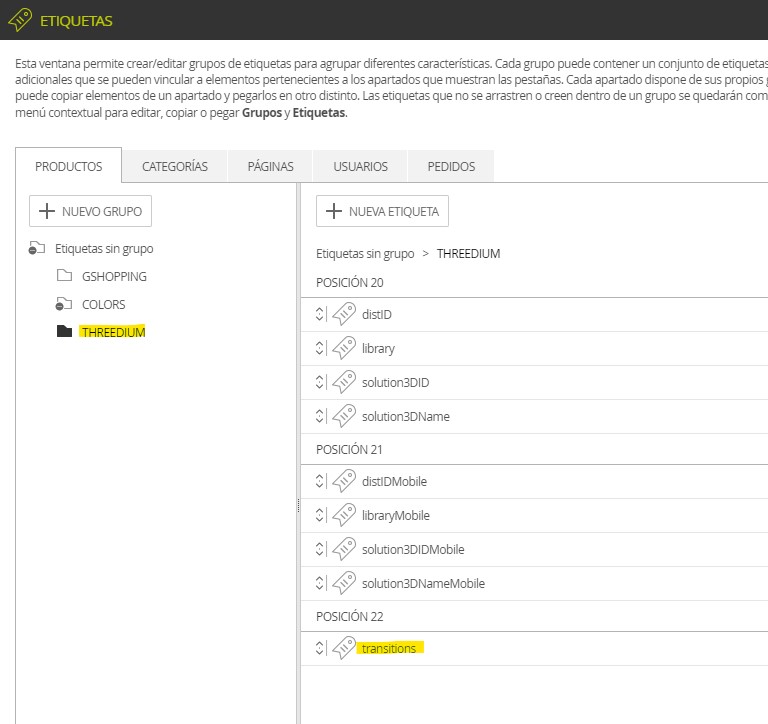 ETIQUETAS
Esta ventana permite crear/editar grupos de etiquetas para agrupar diferentes características. Cada grupo puede contener un conjunto de etiquetas
adicionales que se pueden vincular a elementos pertenecientes a los apartados que muestran las pestañas. Cada apartado dispone de sus propios
puede copiar elementos de un apartado y pegarlos en otro distinto. Las etiquetas que no se arrastren o creen dentro de un grupo se quedarán com
menú contextual para editar, copiar o pegar Grupos y Etiquetas.
PRODUCTOS CATEGORÍAS PÁGINAS USUARIOS PEDIDOS
NUEVO GRUPO
Etiquetas sin grupo
GSHOPPING
COLORS
THREEDIUM
NUEVA ETIQUETA
Etiquetas sin grupo > THREEDIUM
POSICIÓN 20
distID
library
solution3DID
solution3DName
POSICIÓN 21
distIDMobile
libraryMobile
solution3DIDMobile
solution3DNameMobile
POSICIÓN 22
transitions